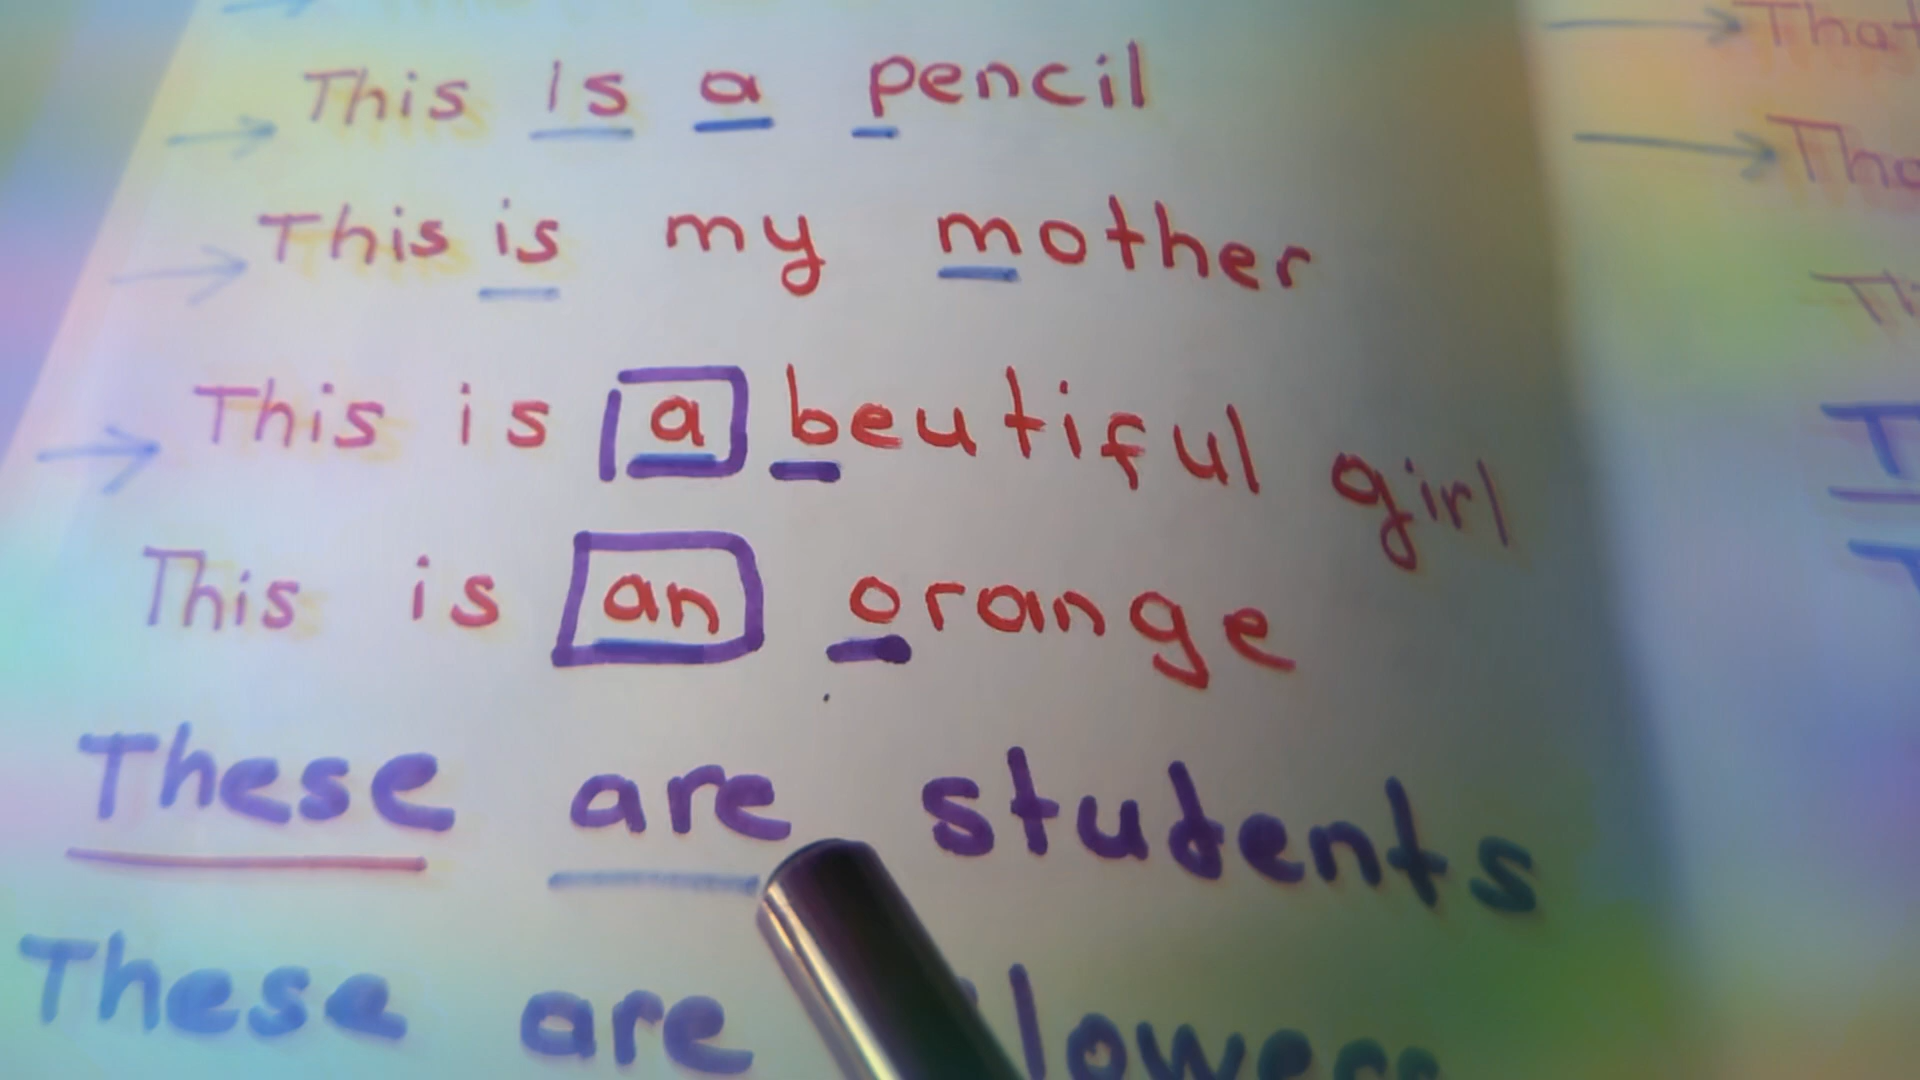 This is a pencil
This is my mother
This is a beutiful girl
This is an orange
These are students
These are